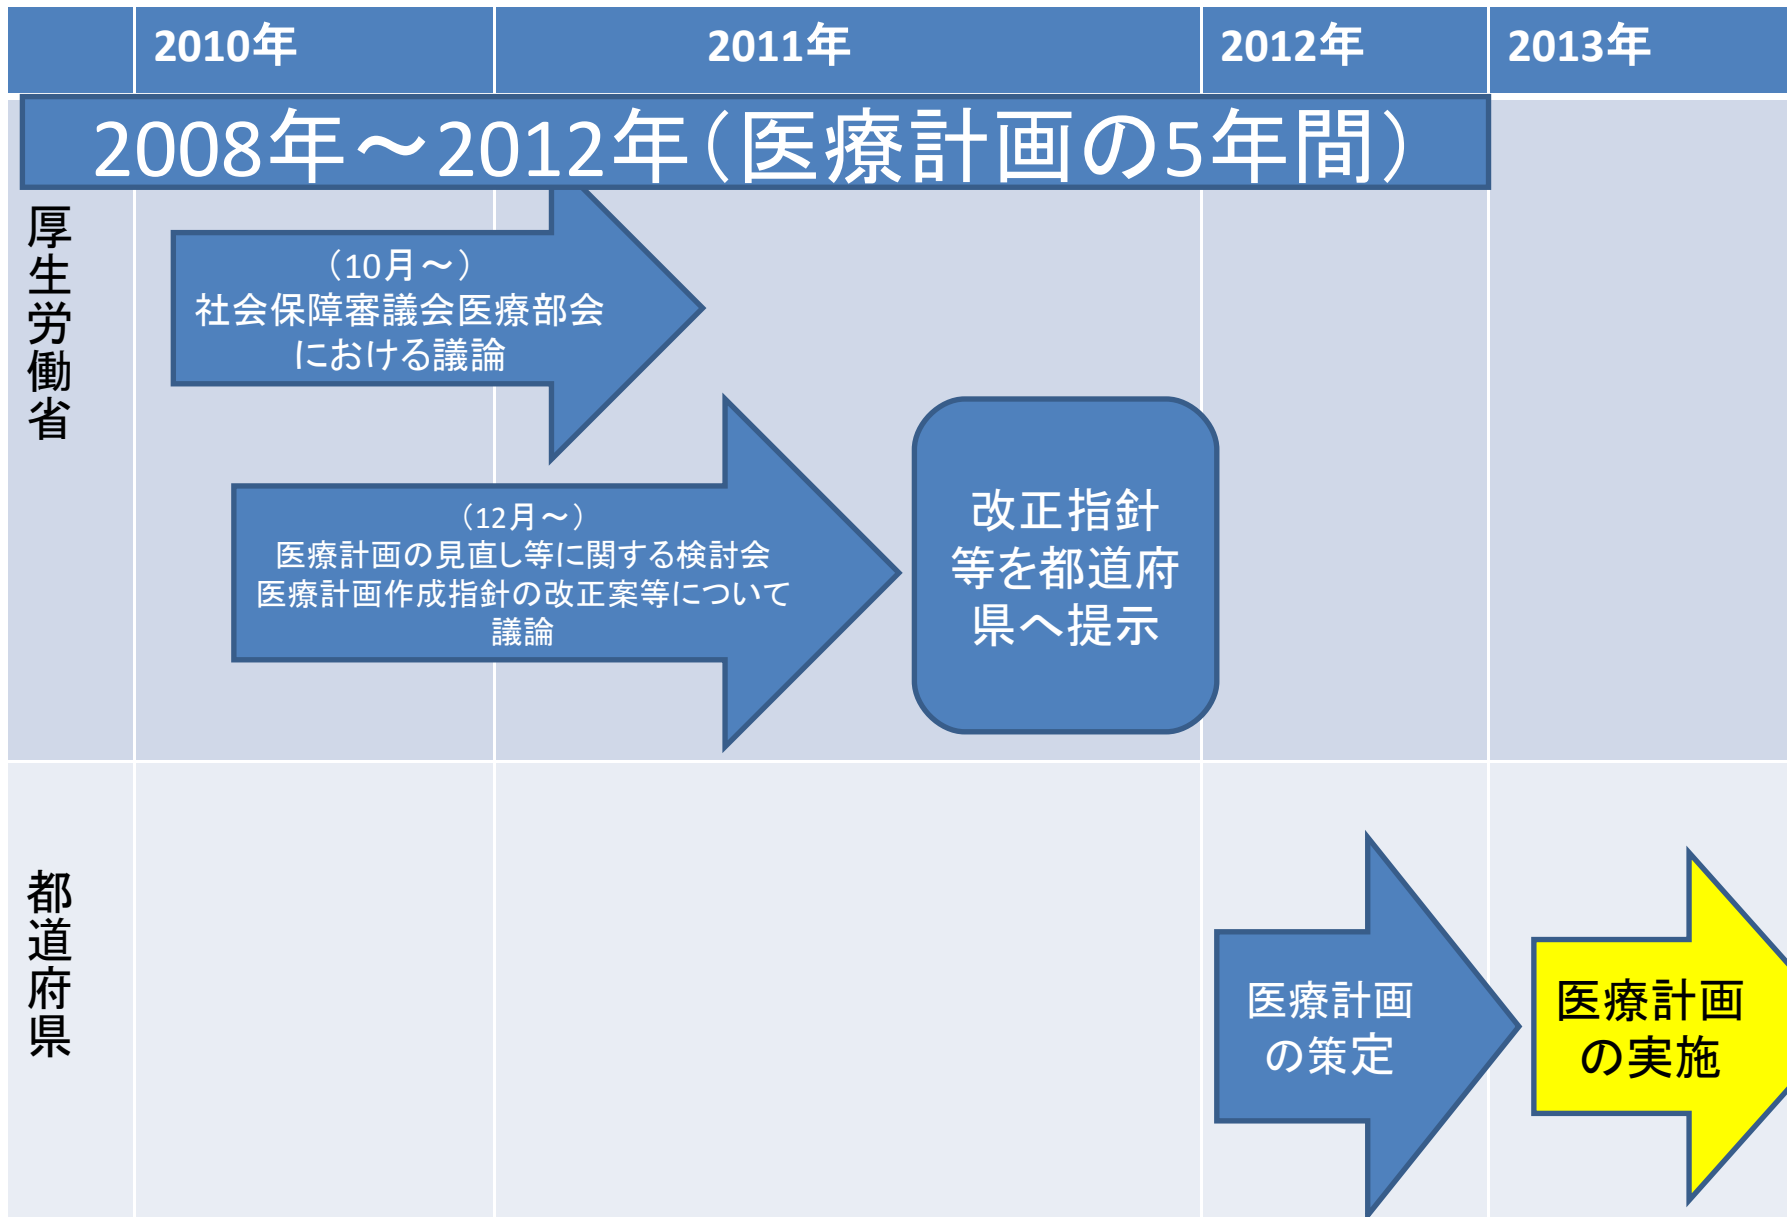 2010年
2011年
2012年
2013年
2008年～2012年(医療計画の5年間)
厚生労働省
(10月～)
社会保障審議会医療部会
における議論
(12月～)
医療計画の見直し等に関する検討会
医療計画作成指針の改正案等について
議論
改正指針
等を都道府
県へ提示
都道府県
医療計画
の策定
医療計画
の実施